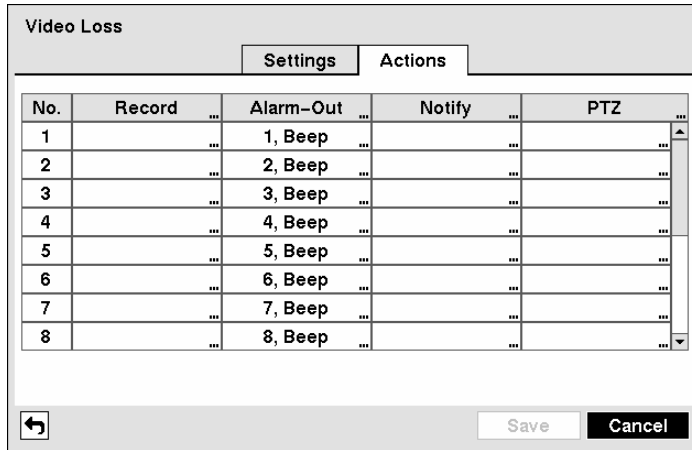 Video Loss
Settings Actions
No. Record ... Alarm-Out ... Notify ... PTZ ...
1 ... 1, Beep ... ... ...
2 ... 2, Beep ... ... ...
3 ... 3, Beep ... ... ...
4 ... 4, Beep ... ... ...
5 ... 5, Beep ... ... ...
6 ... 6, Beep ... ... ...
7 ... 7, Beep ... ... ...
8 ... 8, Beep ... ... ...
Save Cancel